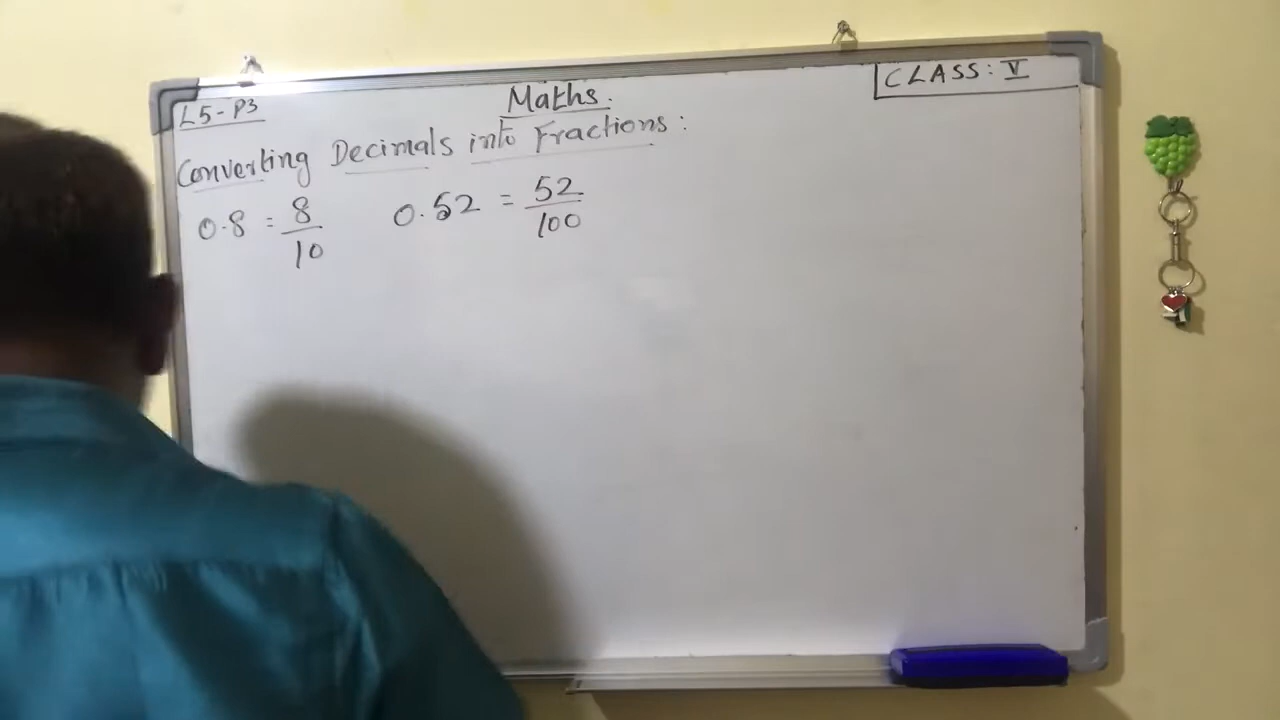 L5-P3
Maths.
CLASS: V
Converting Decimals into Fractions:
0.8 = 8/10
0.52 = 52/100